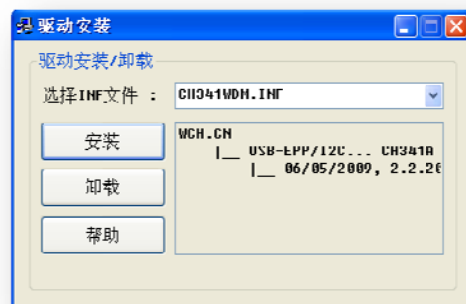 驱动安装
驱动安装/卸载
选择INF文件 :
CH341WDM.INF
安装
WCH.CN
|__ USB-EPP/I2C... CH341A
|__ 06/05/2009, 2.2.20
卸载
帮助